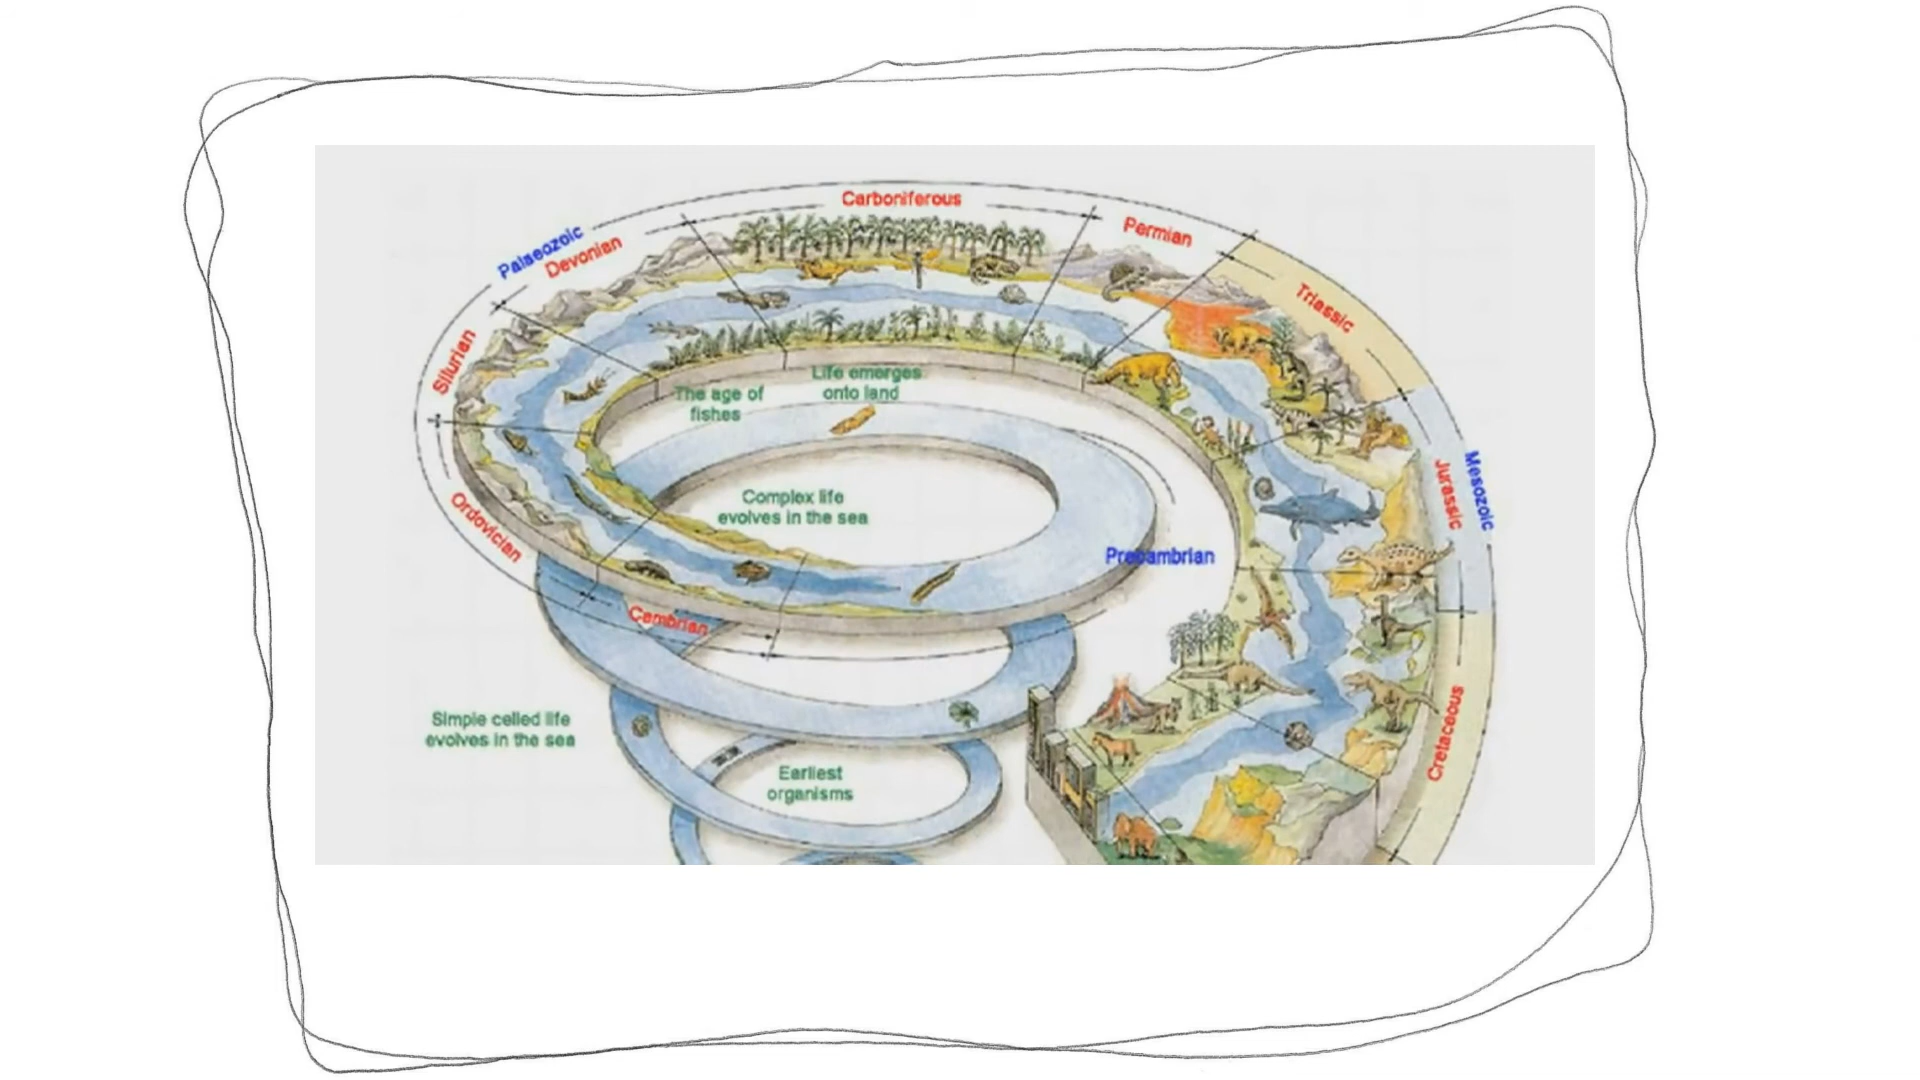 Carboniferous
Permian
Palaeozoic
Devonian
Triassic
Silurian
Life emerges
onto land
The age of
fishes
Mesozoic
Jurassic
Complex life
evolves in the sea
Ordovician
Precambrian
Cambrian
Simple celled life
evolves in the sea
Cretaceous
Earliest
organisms